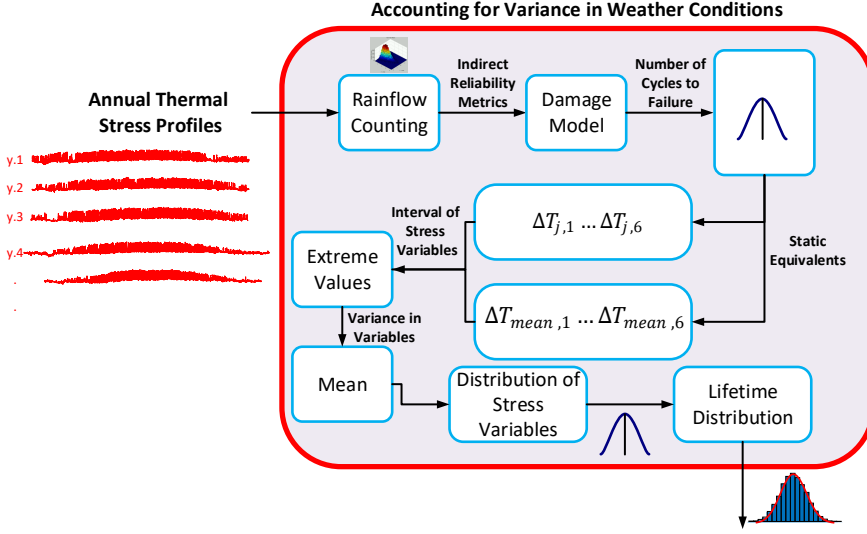 Accounting for Variance in Weather Conditions
Annual Thermal
Stress Profiles
y.1
y.2
y.3
y.4
.
.
Rainflow
Counting
Indirect
Reliability
Metrics
Damage
Model
Number of
Cycles to
Failure
Static
Equivalents
ΔT_{j,1} … ΔT_{j,6}
ΔT_{mean,1} … ΔT_{mean,6}
Interval of
Stress
Variables
Extreme
Values
Variance in
Variables
Mean
Distribution of
Stress
Variables
Lifetime
Distribution